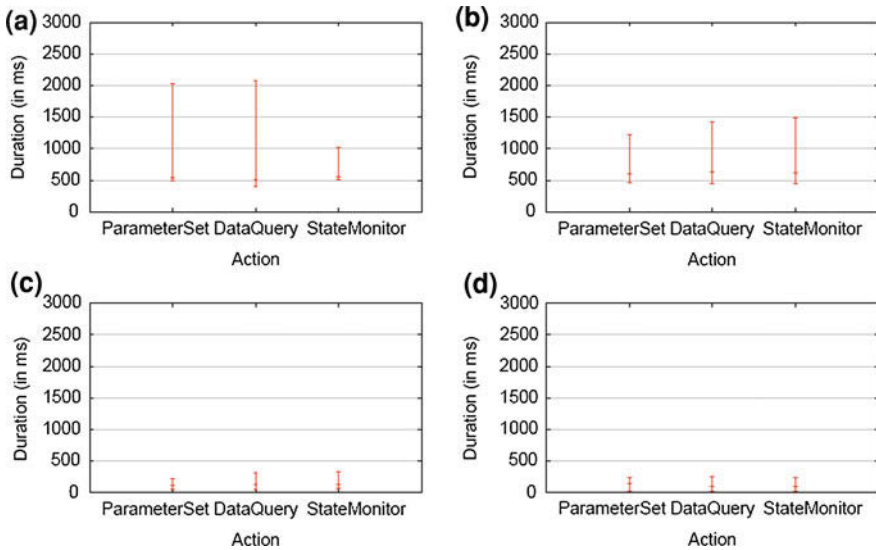 (a)
3000
2500
2000
1500
1000
500
0
Duration (in ms)
ParameterSet DataQuery StateMonitor
Action
(b)
3000
2500
2000
1500
1000
500
0
Duration (in ms)
ParameterSet DataQuery StateMonitor
Action
(c)
3000
2500
2000
1500
1000
500
0
Duration (in ms)
ParameterSet DataQuery StateMonitor
Action
(d)
3000
2500
2000
1500
1000
500
0
Duration (in ms)
ParameterSet DataQuery StateMonitor
Action